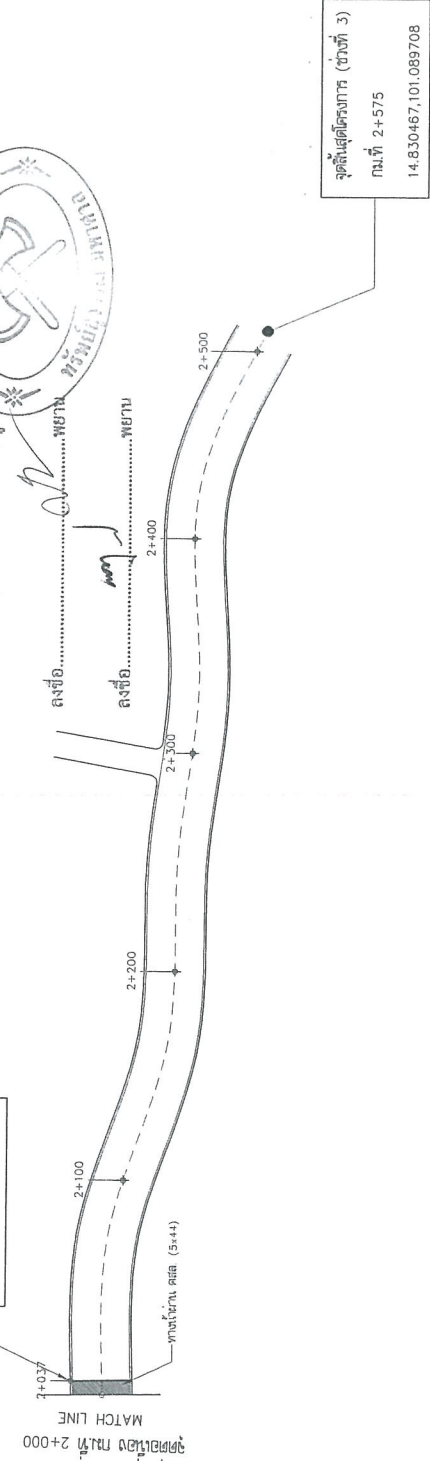 จุดสิ้นสุดโครงการ (ช่วงที่ 3)
กม.ที่ 2+575
14.830467,101.089708
2+500
2+400
2+300
2+200
2+100
2+037
ลงชื่อ........................................พยาน
ลงชื่อ........................................พยาน
ทางน้ำผ่าน คสล. (5x44)
MATCH LINE
จุดต่อเนื่อง กม.ที่ 2+000